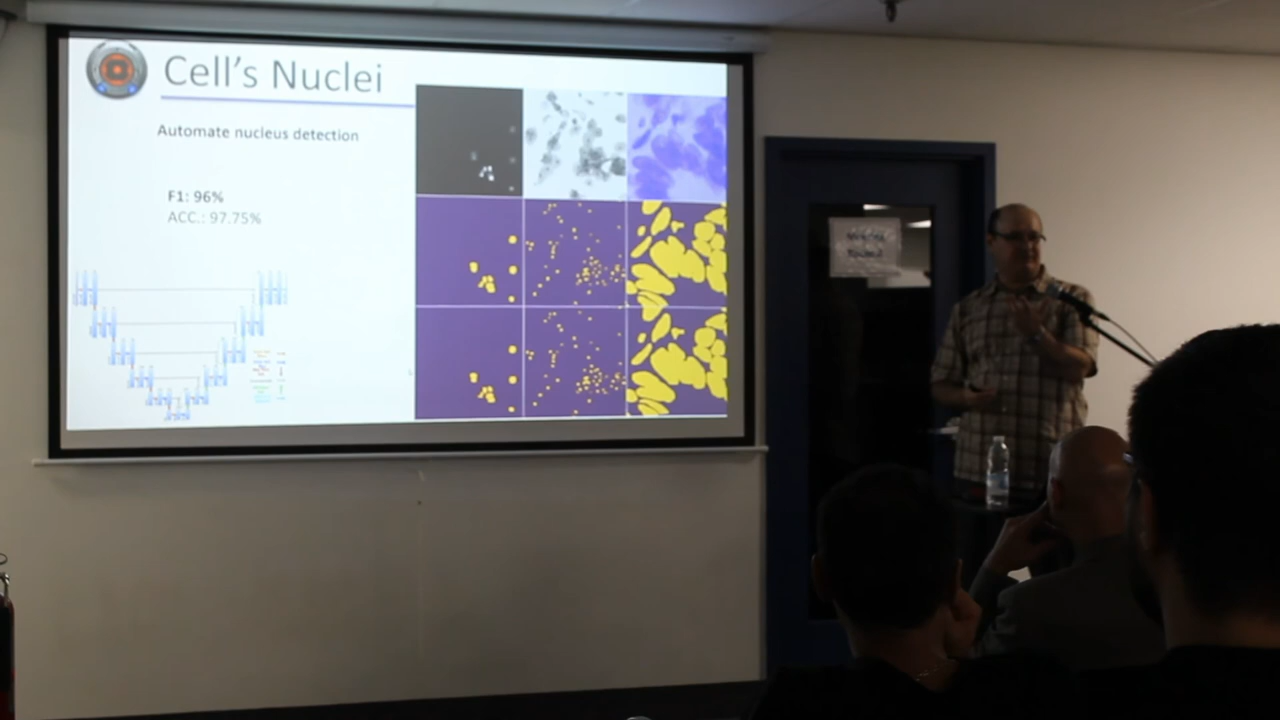 Cell's Nuclei
Automate nucleus detection
F1: 96%
ACC.: 97.75%